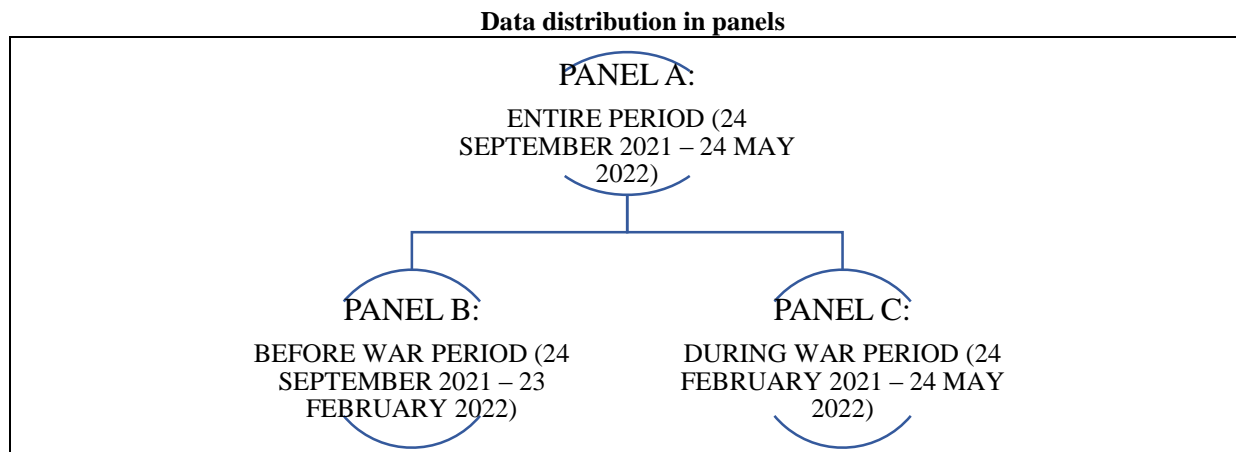 Data distribution in panels
PANEL A:
ENTIRE PERIOD (24
SEPTEMBER 2021 – 24 MAY
2022)
PANEL B:
BEFORE WAR PERIOD (24
SEPTEMBER 2021 – 23
FEBRUARY 2022)
PANEL C:
DURING WAR PERIOD (24
FEBRUARY 2021 – 24 MAY
2022)